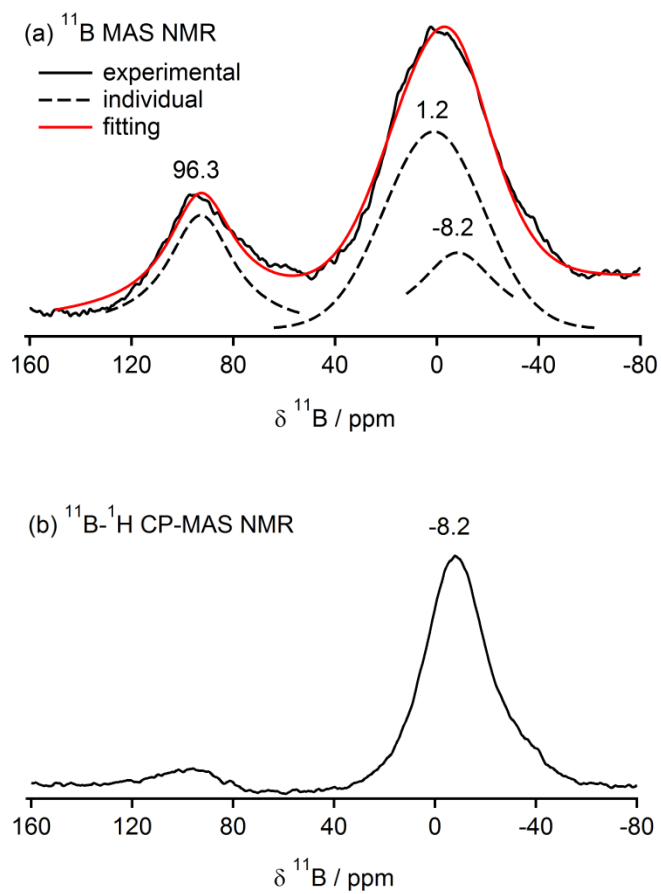 (a) ¹¹B MAS NMR
experimental
individual
fitting
96.3
1.2
-8.2
160 120 80 40 0 -40 -80
δ ¹¹B / ppm
(b) ¹¹B-¹H CP-MAS NMR
-8.2
160 120 80 40 0 -40 -80
δ ¹¹B / ppm